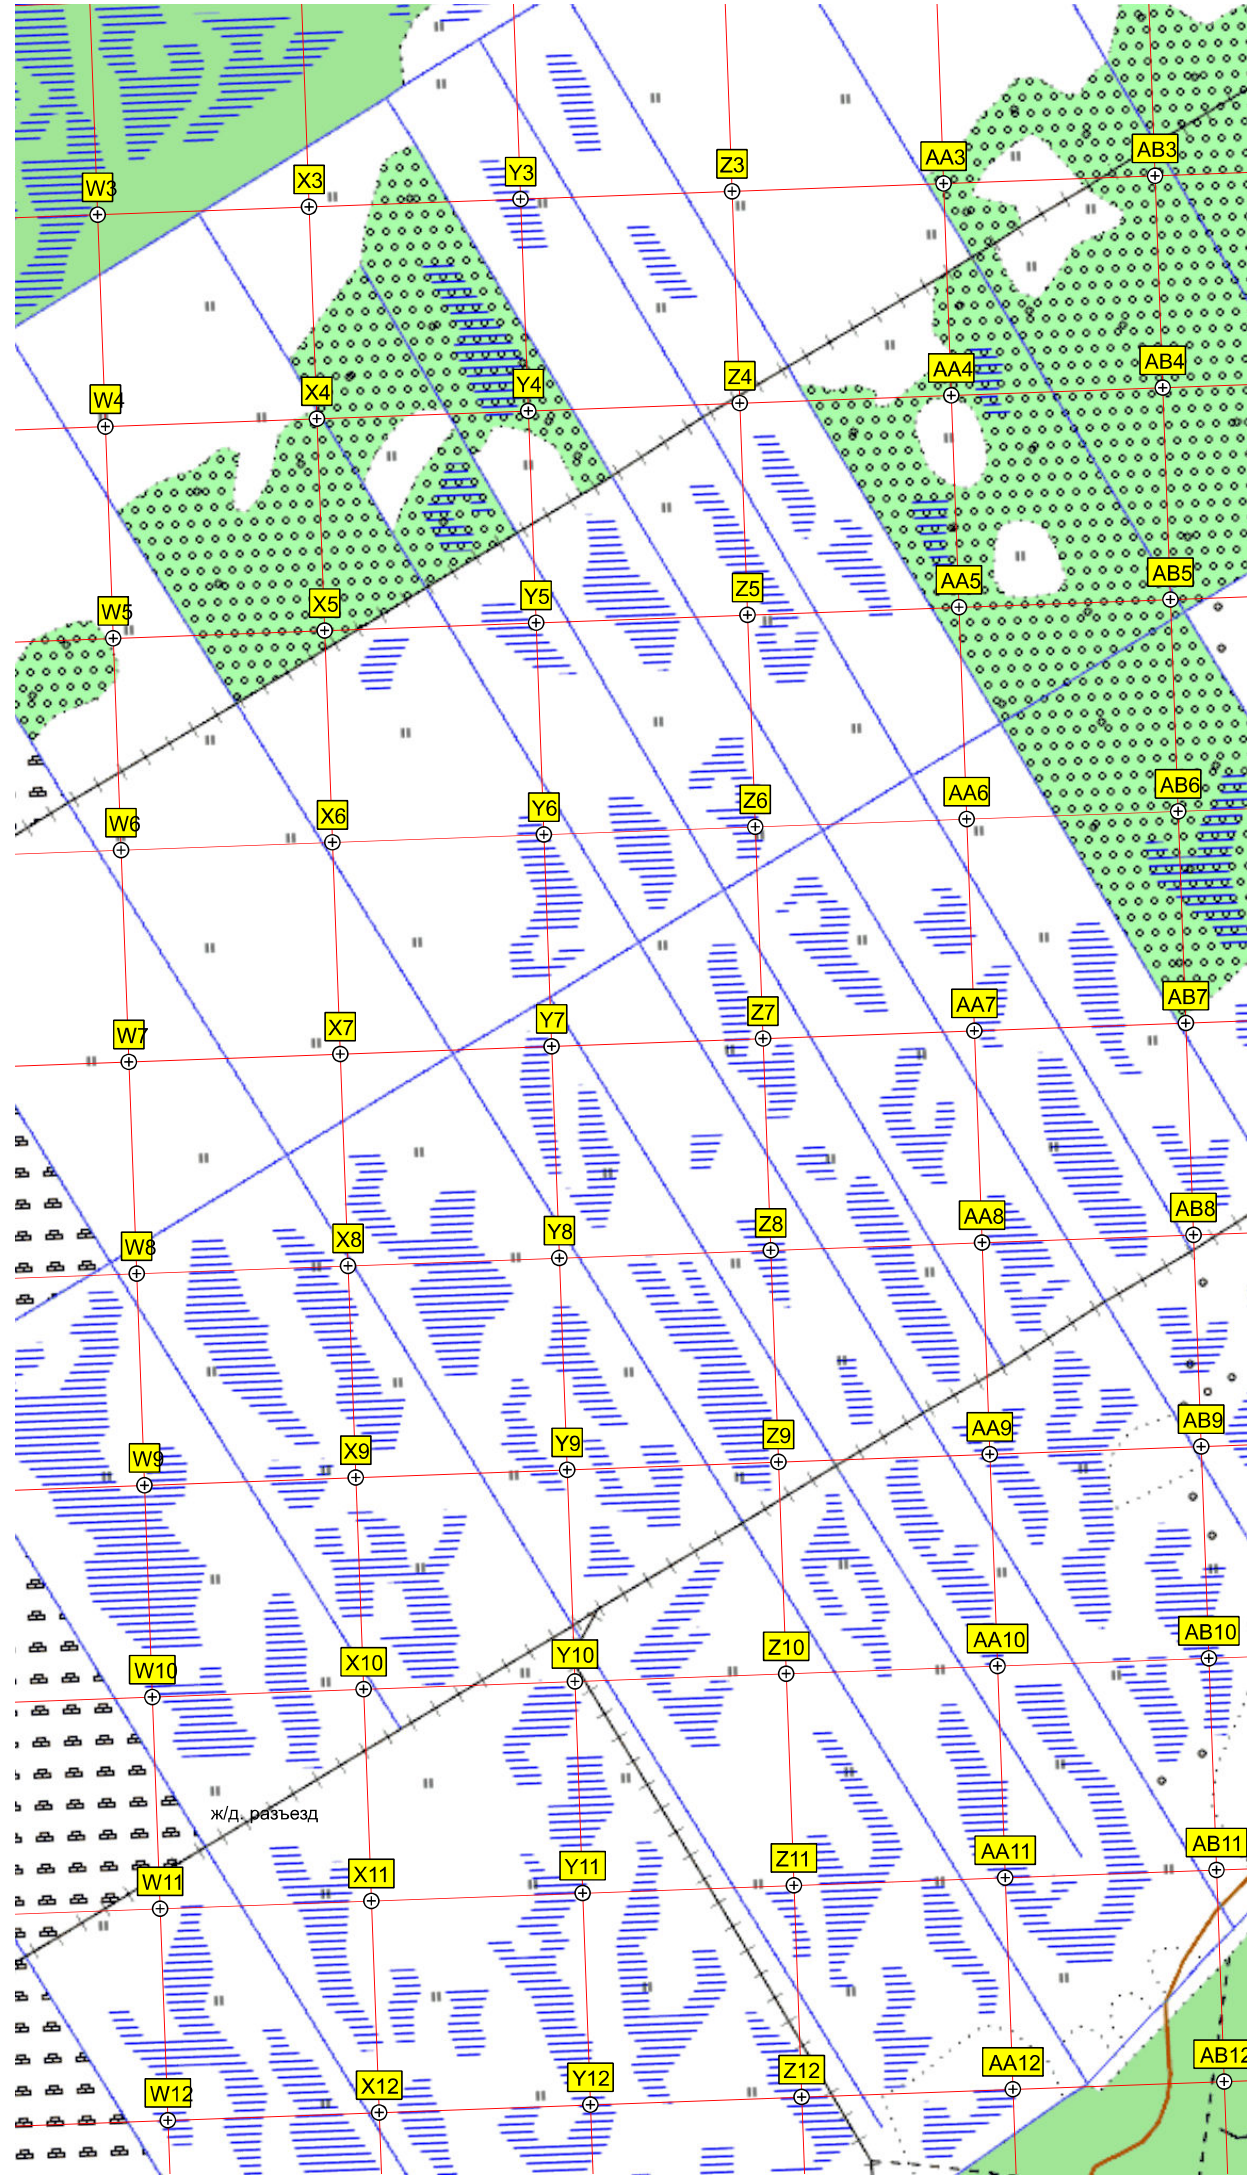 W3 X3 Y3 Z3 AA3 AB3
W4 X4 Y4 Z4 AA4 AB4
W5 X5 Y5 Z5 AA5 AB5
W6 X6 Y6 Z6 AA6 AB6
W7 X7 Y7 Z7 AA7 AB7
W8 X8 Y8 Z8 AA8 AB8
W9 X9 Y9 Z9 AA9 AB9
W10 X10 Y10 Z10 AA10 AB10
ж/д. разъезд
W11 X11 Y11 Z11 AA11 AB11
W12 X12 Y12 Z12 AA12 AB12